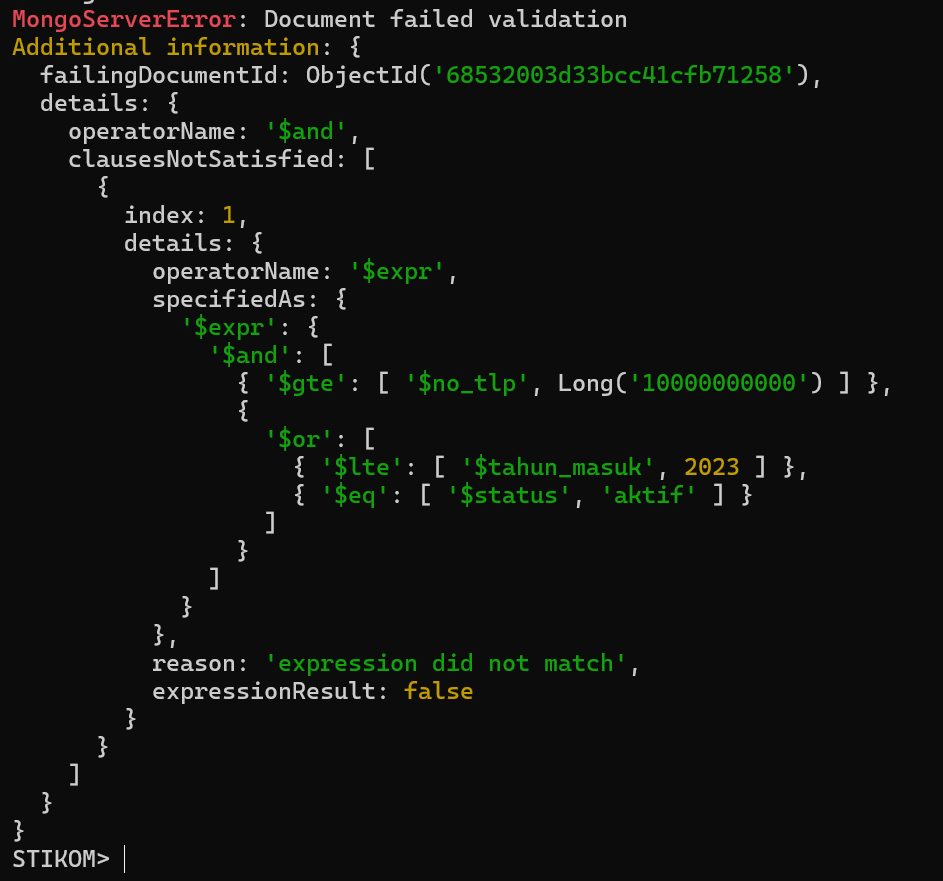 MongoServerError: Document failed validation
Additional information: {
  failingDocumentId: ObjectId('68532003d33bcc41cfb71258'),
  details: {
    operatorName: '$and',
    clausesNotSatisfied: [
      {
        index: 1,
        details: {
          operatorName: '$expr',
          specifiedAs: {
            '$expr': {
              '$and': [
                { '$gte': [ '$no_tlp', Long('10000000000') ] },
                {
                  '$or': [
                    { '$lte': [ '$tahun_masuk', 2023 ] },
                    { '$eq': [ '$status', 'aktif' ] }
                  ]
                }
              ]
            }
          },
          reason: 'expression did not match',
          expressionResult: false
        }
      }
    ]
  }
}
STIKOM>